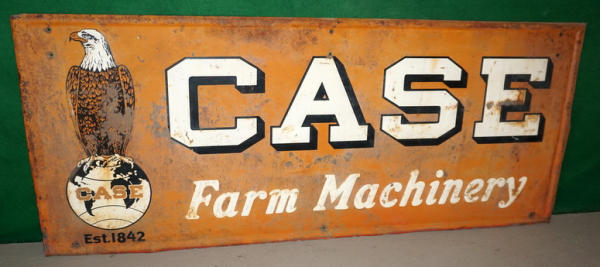 CASE
Farm Machinery
CASE
Est. 1842